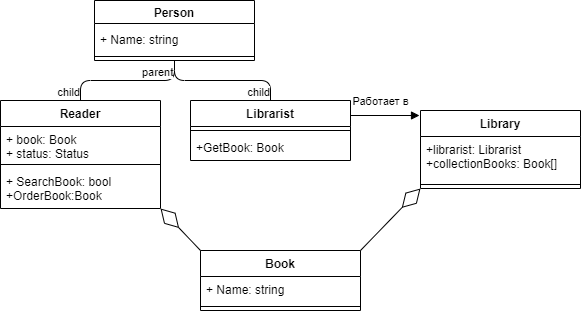 Person
+ Name: string
parent
child
child
Reader
+ book: Book
+ status: Status
+ SearchBook: bool
+OrderBook:Book
Librarist
+GetBook: Book
Работает в
Library
+librarist: Librarist
+collectionBooks: Book[]
Book
+ Name: string